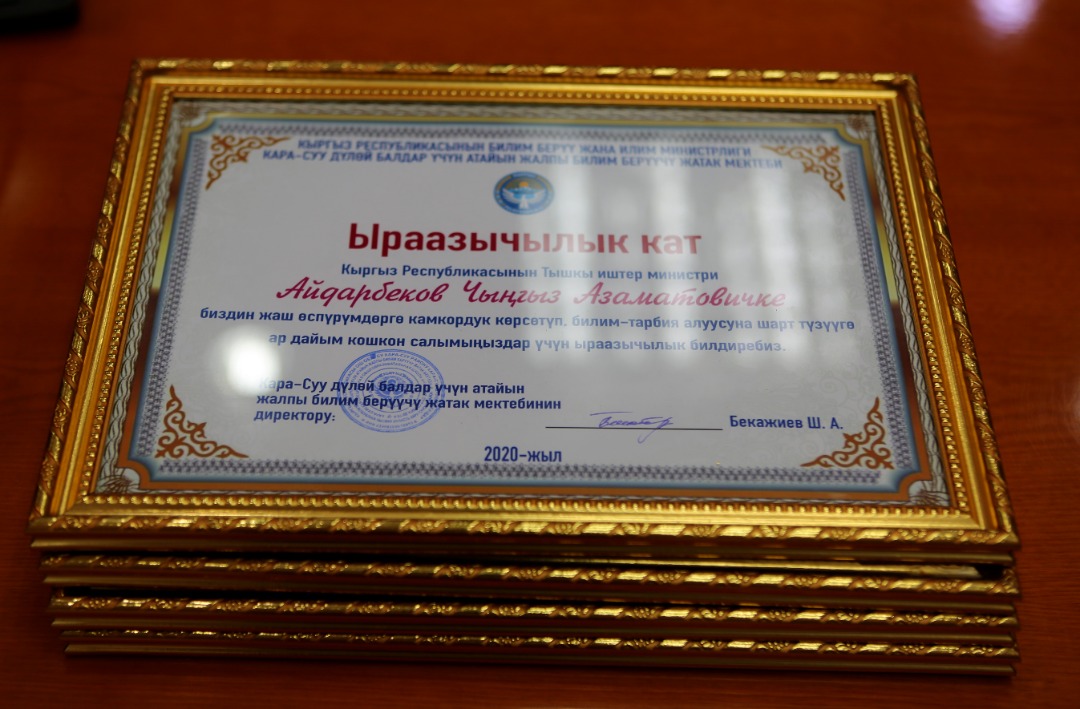 КЫРГЫЗ РЕСПУБЛИКАСЫНЫН БИЛИМ БЕРҮҮ ЖАНА ИЛИМ МИНИСТРЛИГИ
КАРА-СУУ ДҮЛӨЙ БАЛДАР ҮЧҮН АТАЙЫН ЖАЛПЫ БИЛИМ БЕРҮҮЧҮ ЖАТАК МЕКТЕБИ
Ыраазычылык кат
Кыргыз Республикасынын Тышкы иштер министри
Айдарбеков Чыңгыз Азаматовичке
биздин жаш өспүрүмдөргө камкордук көрсөтүп, билим-тарбия алуусуна шарт түзүүгө
ар дайым кошкон салымыңыздар үчүн ыраазычылык билдиребиз.
Кара-Суу дүлөй балдар үчүн атайын
жалпы билим берүүчү жатак мектебинин
директору:
Бекажиев Ш. А.
2020-жыл